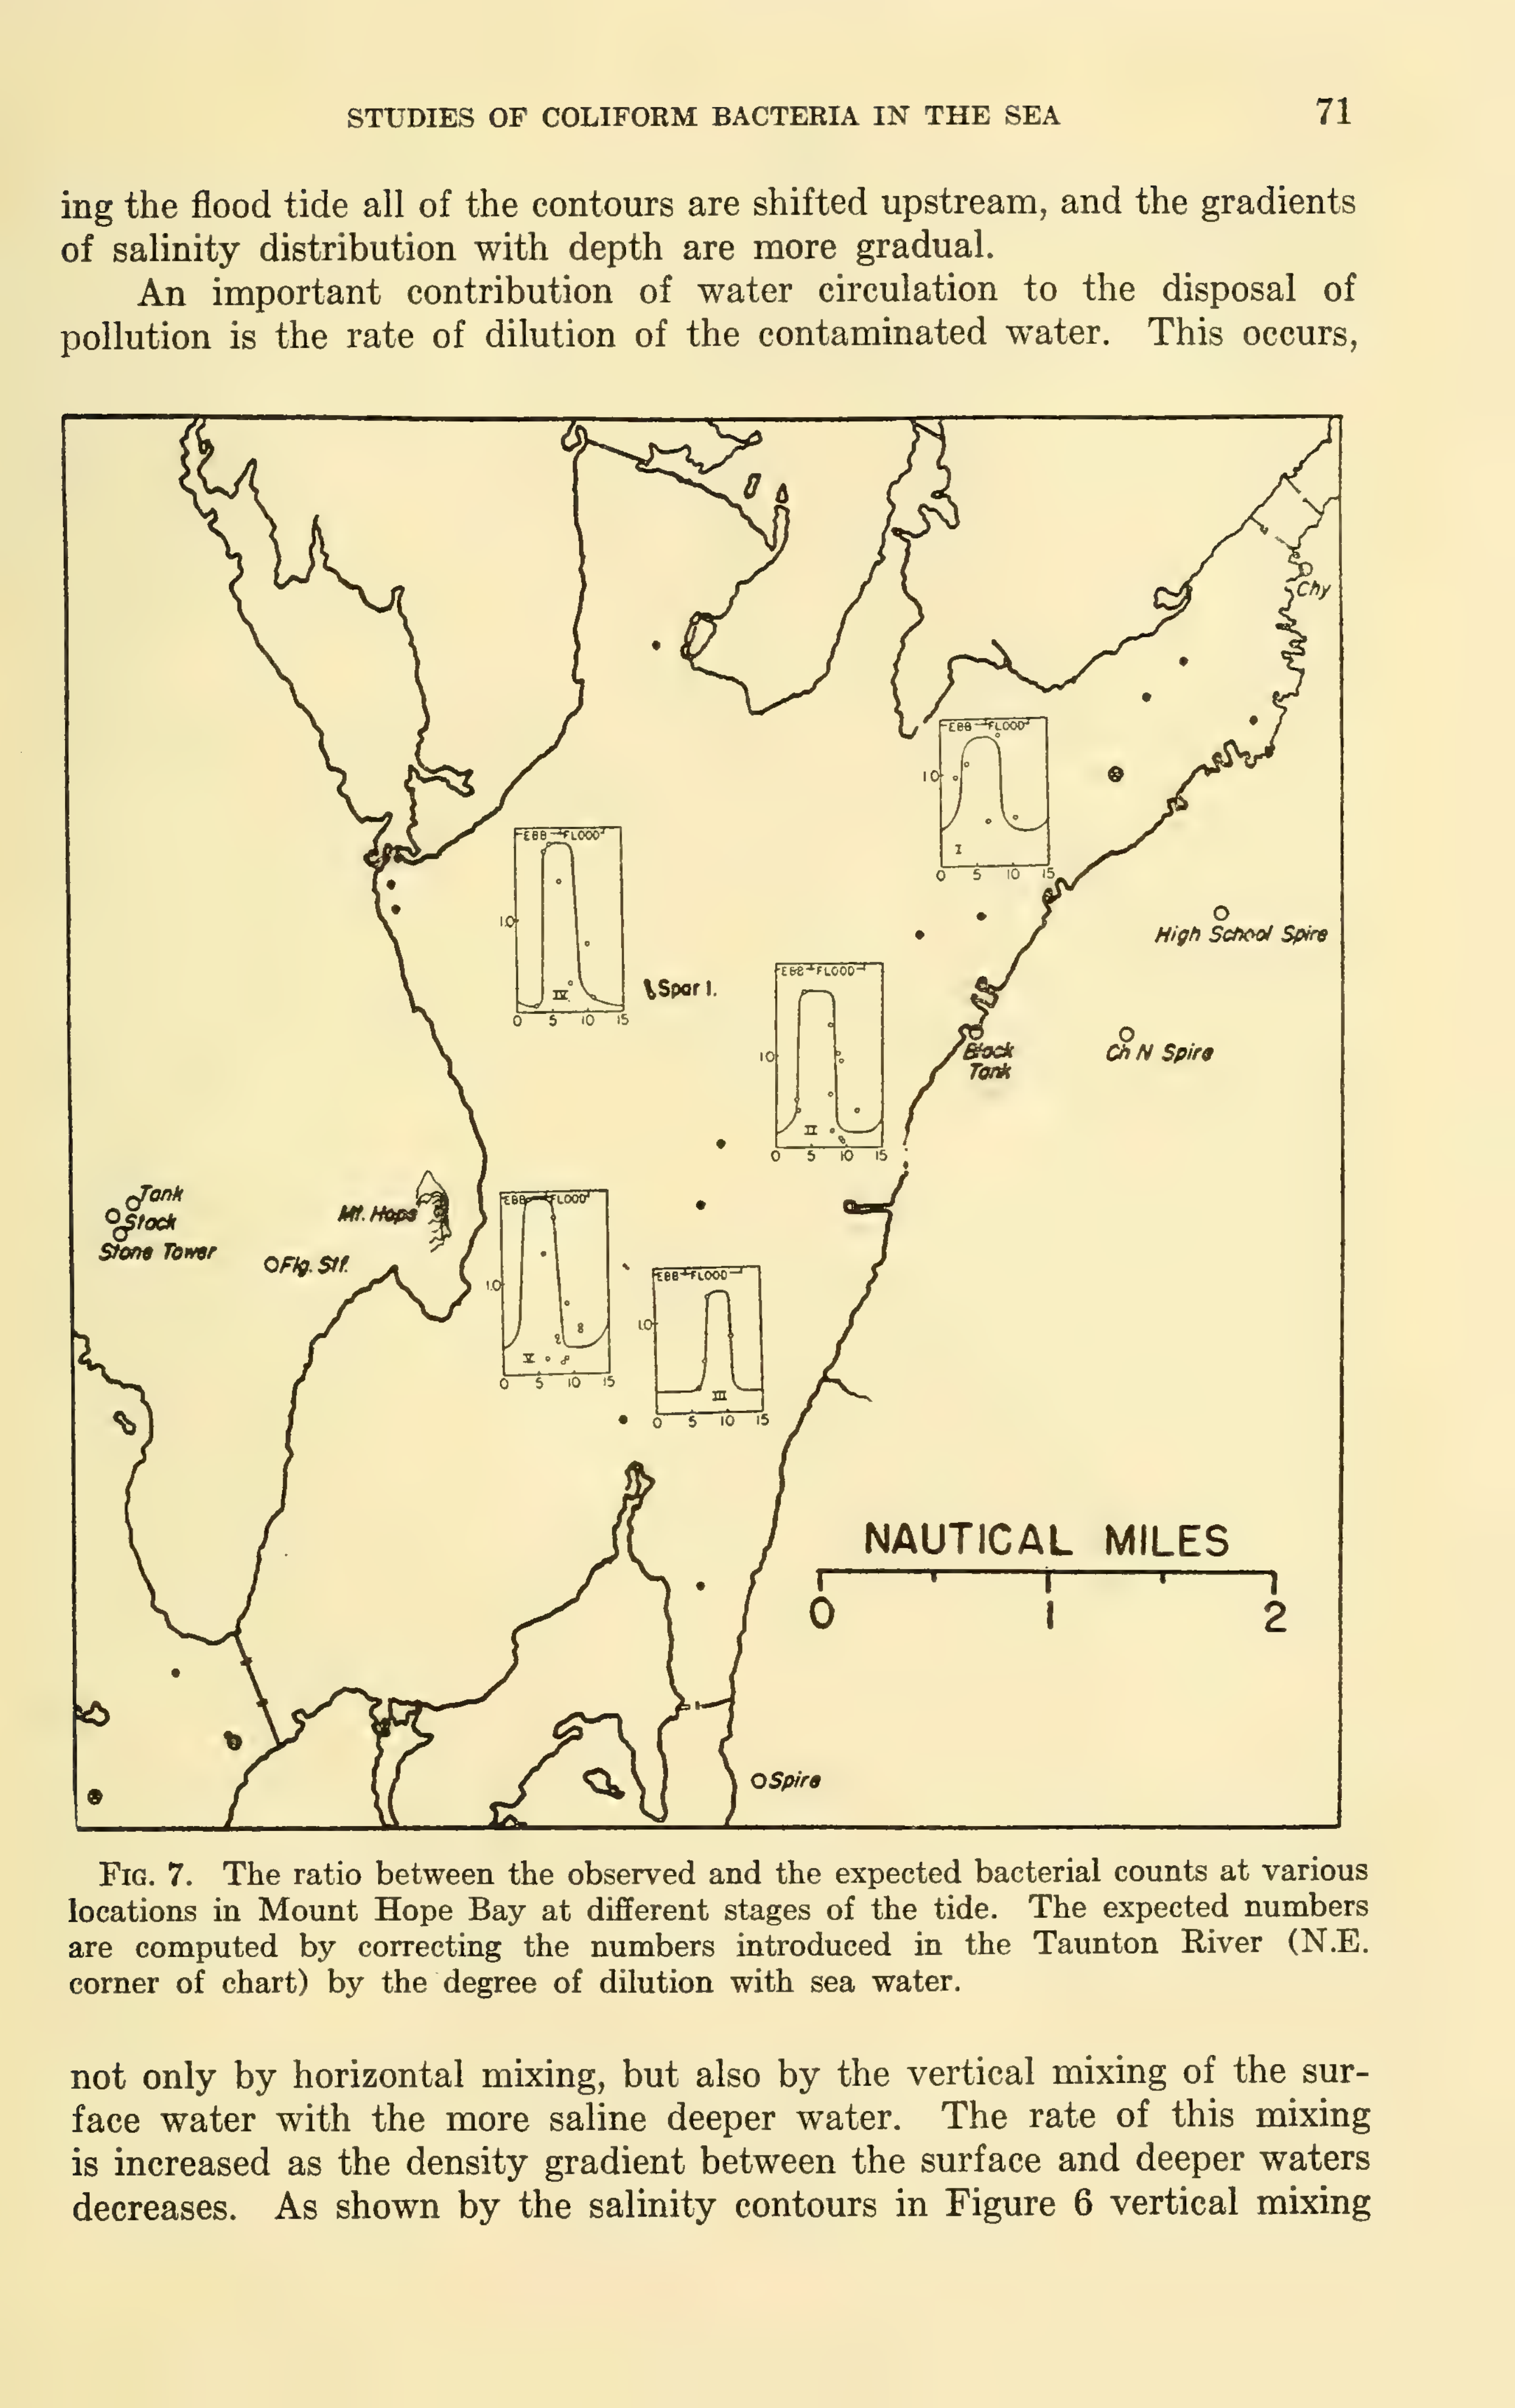 STUDIES OF COLIFORM BACTERIA IN THE SEA 71
ing the flood tide all of the contours are shifted upstream, and the gradients
of salinity distribution with depth are more gradual.
An important contribution of water circulation to the disposal of
pollution is the rate of dilution of the contaminated water. This occurs,
Chy
EBB FLOOD
1.0
I
0 5 10 15
EBB FLOOD
1.0
IV
0 5 10 15
Spar I.
High School Spire
EBB FLOOD
1.0
II
0 5 10 15
Black
Tank
Ch N Spire
Tank
Stack
Stone Tower
Mt. Hope
Flg. Stf.
EBB FLOOD
1.0
V
0 5 10 15
EBB FLOOD
1.0
III
0 5 10 15
NAUTICAL MILES
0 1 2
Spire
FIG. 7. The ratio between the observed and the expected bacterial counts at various
locations in Mount Hope Bay at different stages of the tide. The expected numbers
are computed by correcting the numbers introduced in the Taunton River (N.E.
corner of chart) by the degree of dilution with sea water.
not only by horizontal mixing, but also by the vertical mixing of the sur-
face water with the more saline deeper water. The rate of this mixing
is increased as the density gradient between the surface and deeper waters
decreases. As shown by the salinity contours in Figure 6 vertical mixing